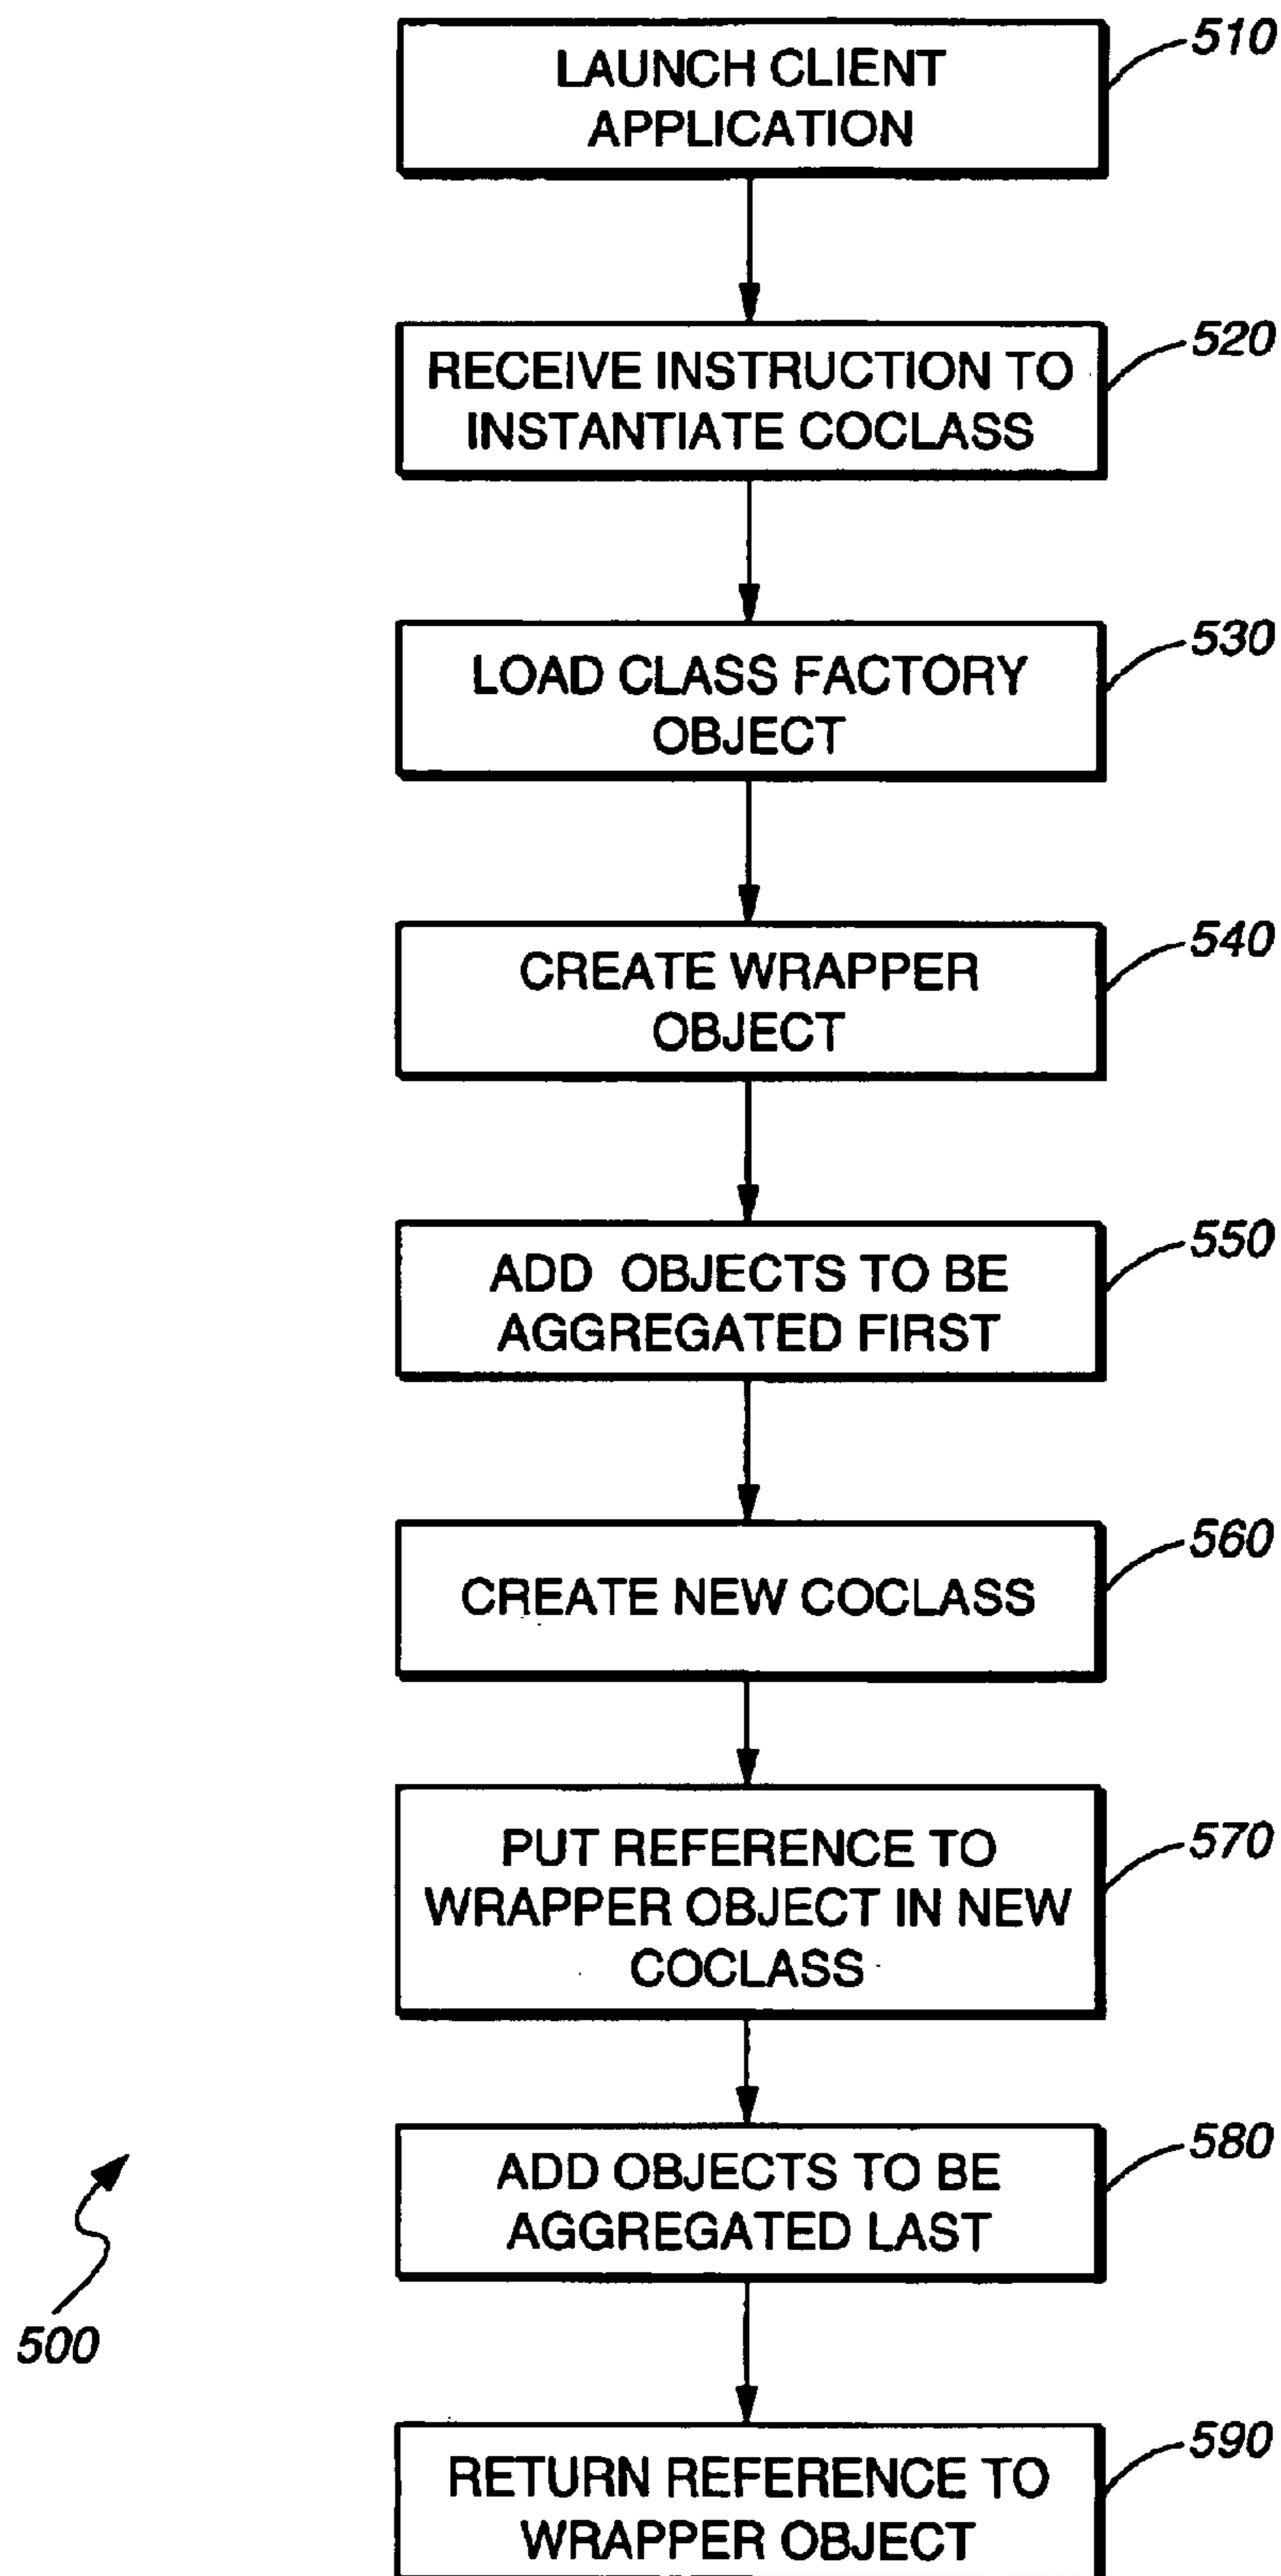 LAUNCH CLIENT
APPLICATION
510
RECEIVE INSTRUCTION TO
INSTANTIATE COCLASS
520
LOAD CLASS FACTORY
OBJECT
530
CREATE WRAPPER
OBJECT
540
ADD OBJECTS TO BE
AGGREGATED FIRST
550
CREATE NEW COCLASS
560
PUT REFERENCE TO
WRAPPER OBJECT IN NEW
COCLASS
570
ADD OBJECTS TO BE
AGGREGATED LAST
580
500
RETURN REFERENCE TO
WRAPPER OBJECT
590